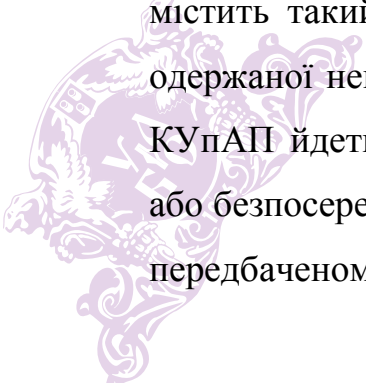 містить такий
одержаної не
КУпАП йдеть
або безпосере
передбаченом